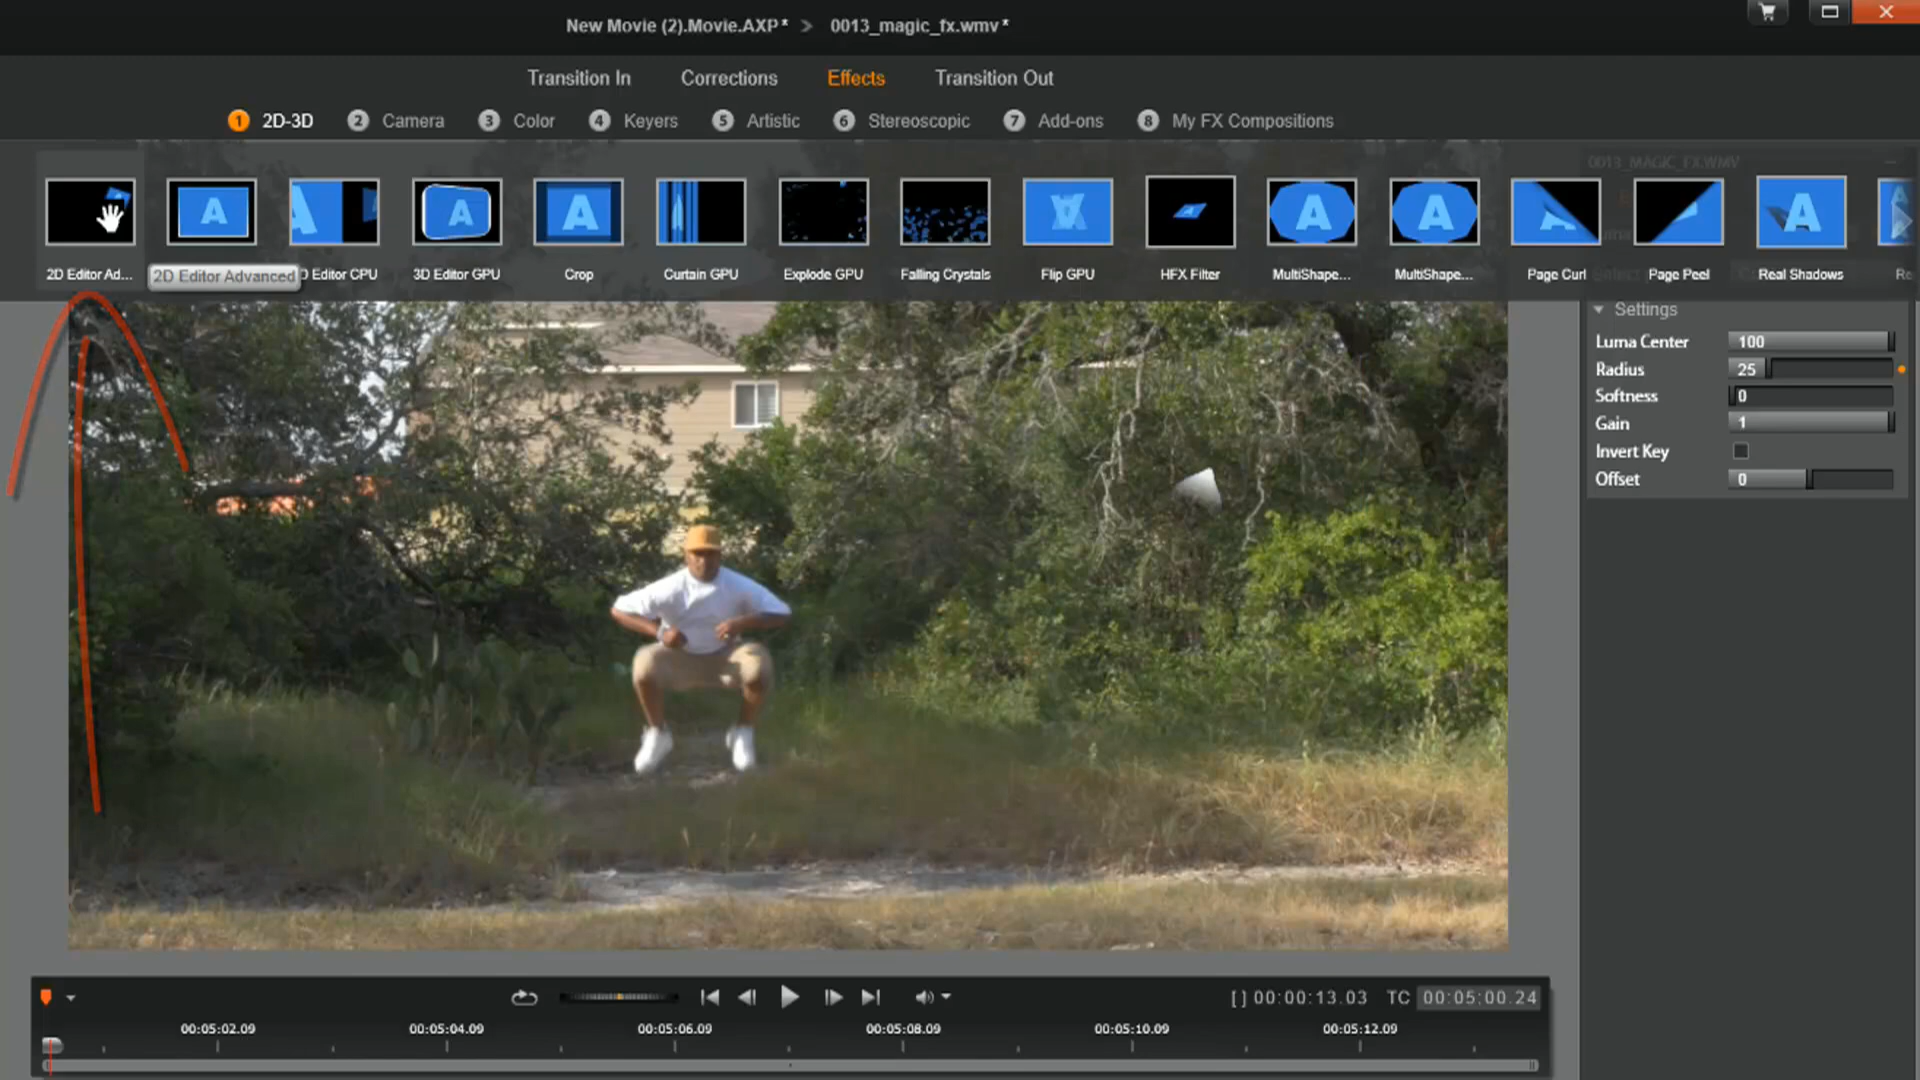 New Movie (2).Movie.AXP* > 0013_magic_fx.wmv*
Transition In Corrections Effects Transition Out
1 2D-3D 2 Camera 3 Color 4 Keyers 5 Artistic 6 Stereoscopic 7 Add-ons 8 My FX Compositions
0013_MAGIC_FX.WMV
A A A A A A A A A A
2D Editor Ad... 2D Editor Advanced D Editor CPU 3D Editor GPU Crop Curtain GPU Explode GPU Falling Crystals Flip GPU HFX Filter MultiShape... MultiShape... Page Curl Page Peel Real Shadows Re
Settings
Luma Center 100
Radius 25
Softness 0
Gain 1
Invert Key
Offset 0
[ ] 00:00:13.03 TC 00:05:00.24
00:05:02.09 00:05:04.09 00:05:06.09 00:05:08.09 00:05:10.09 00:05:12.09